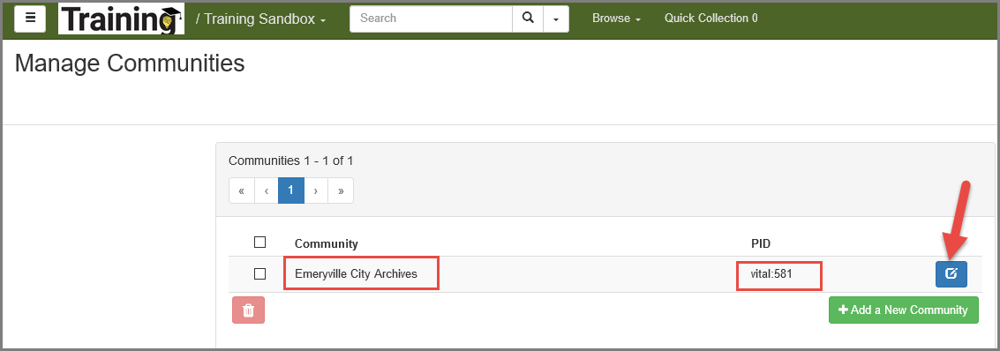 Training / Training Sandbox Search Browse Quick Collection 0
Manage Communities
Communities 1 - 1 of 1
« ‹ 1 › »
Community PID
Emeryville City Archives vital:581
Add a New Community